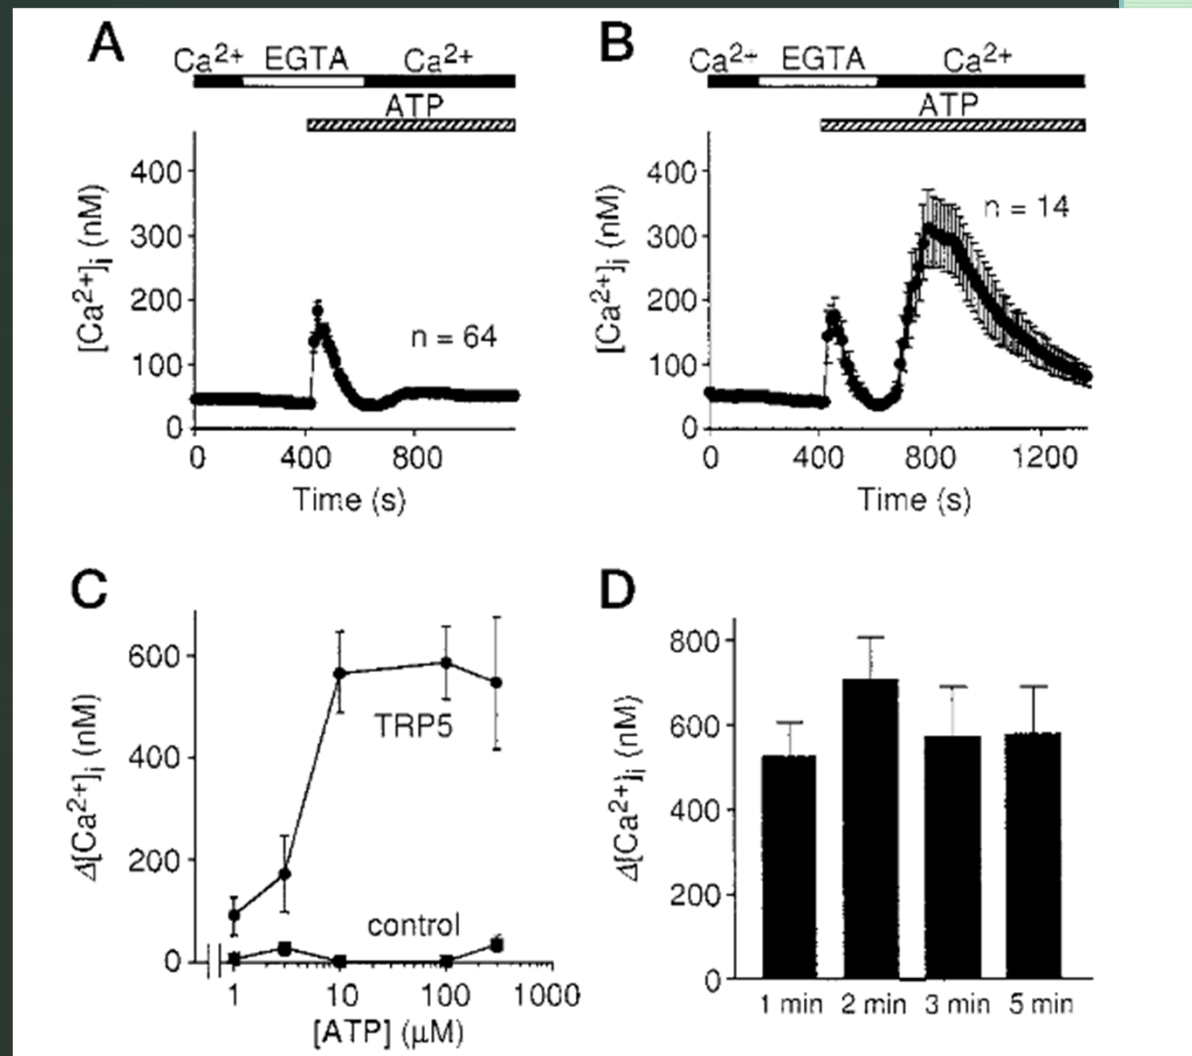 A
Ca2+ EGTA Ca2+
ATP
400
300
200
100
0
[Ca2+]i (nM)
n = 64
0 400 800
Time (s)
B
Ca2+ EGTA Ca2+
ATP
400
300
200
100
0
[Ca2+]i (nM)
n = 14
0 400 800 1200
Time (s)
C
600
400
200
0
Δ[Ca2+]i (nM)
TRP5
control
1 10 100 1000
[ATP] (μM)
D
800
600
400
200
0
Δ[Ca2+]i (nM)
1 min 2 min 3 min 5 min